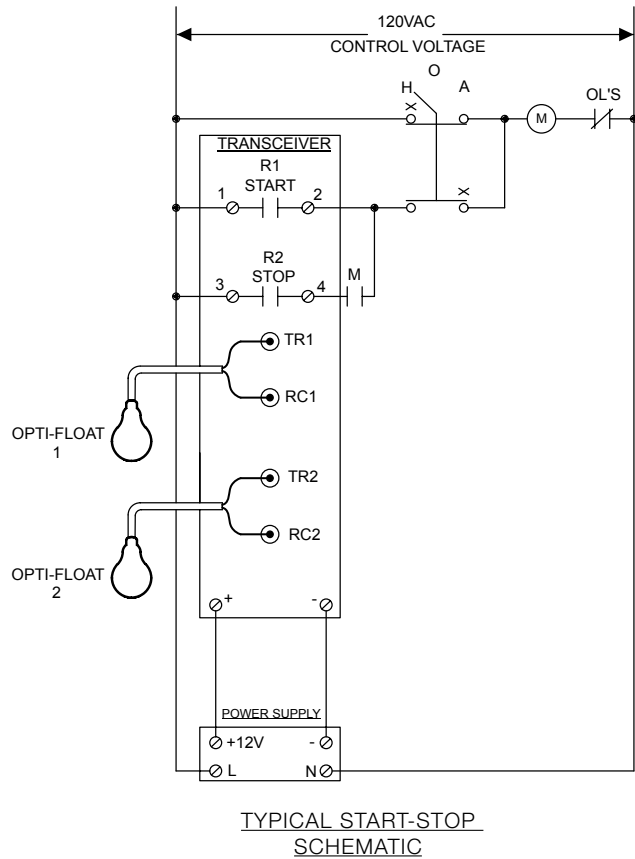 120VAC
CONTROL VOLTAGE
H
O
A
X
OL'S
M
TRANSCEIVER
R1
START
1
2
X
R2
STOP
3
4
M
TR1
RC1
OPTI-FLOAT
1
TR2
RC2
OPTI-FLOAT
2
+
-
POWER SUPPLY
+12V
-
L
N
TYPICAL START-STOP
SCHEMATIC